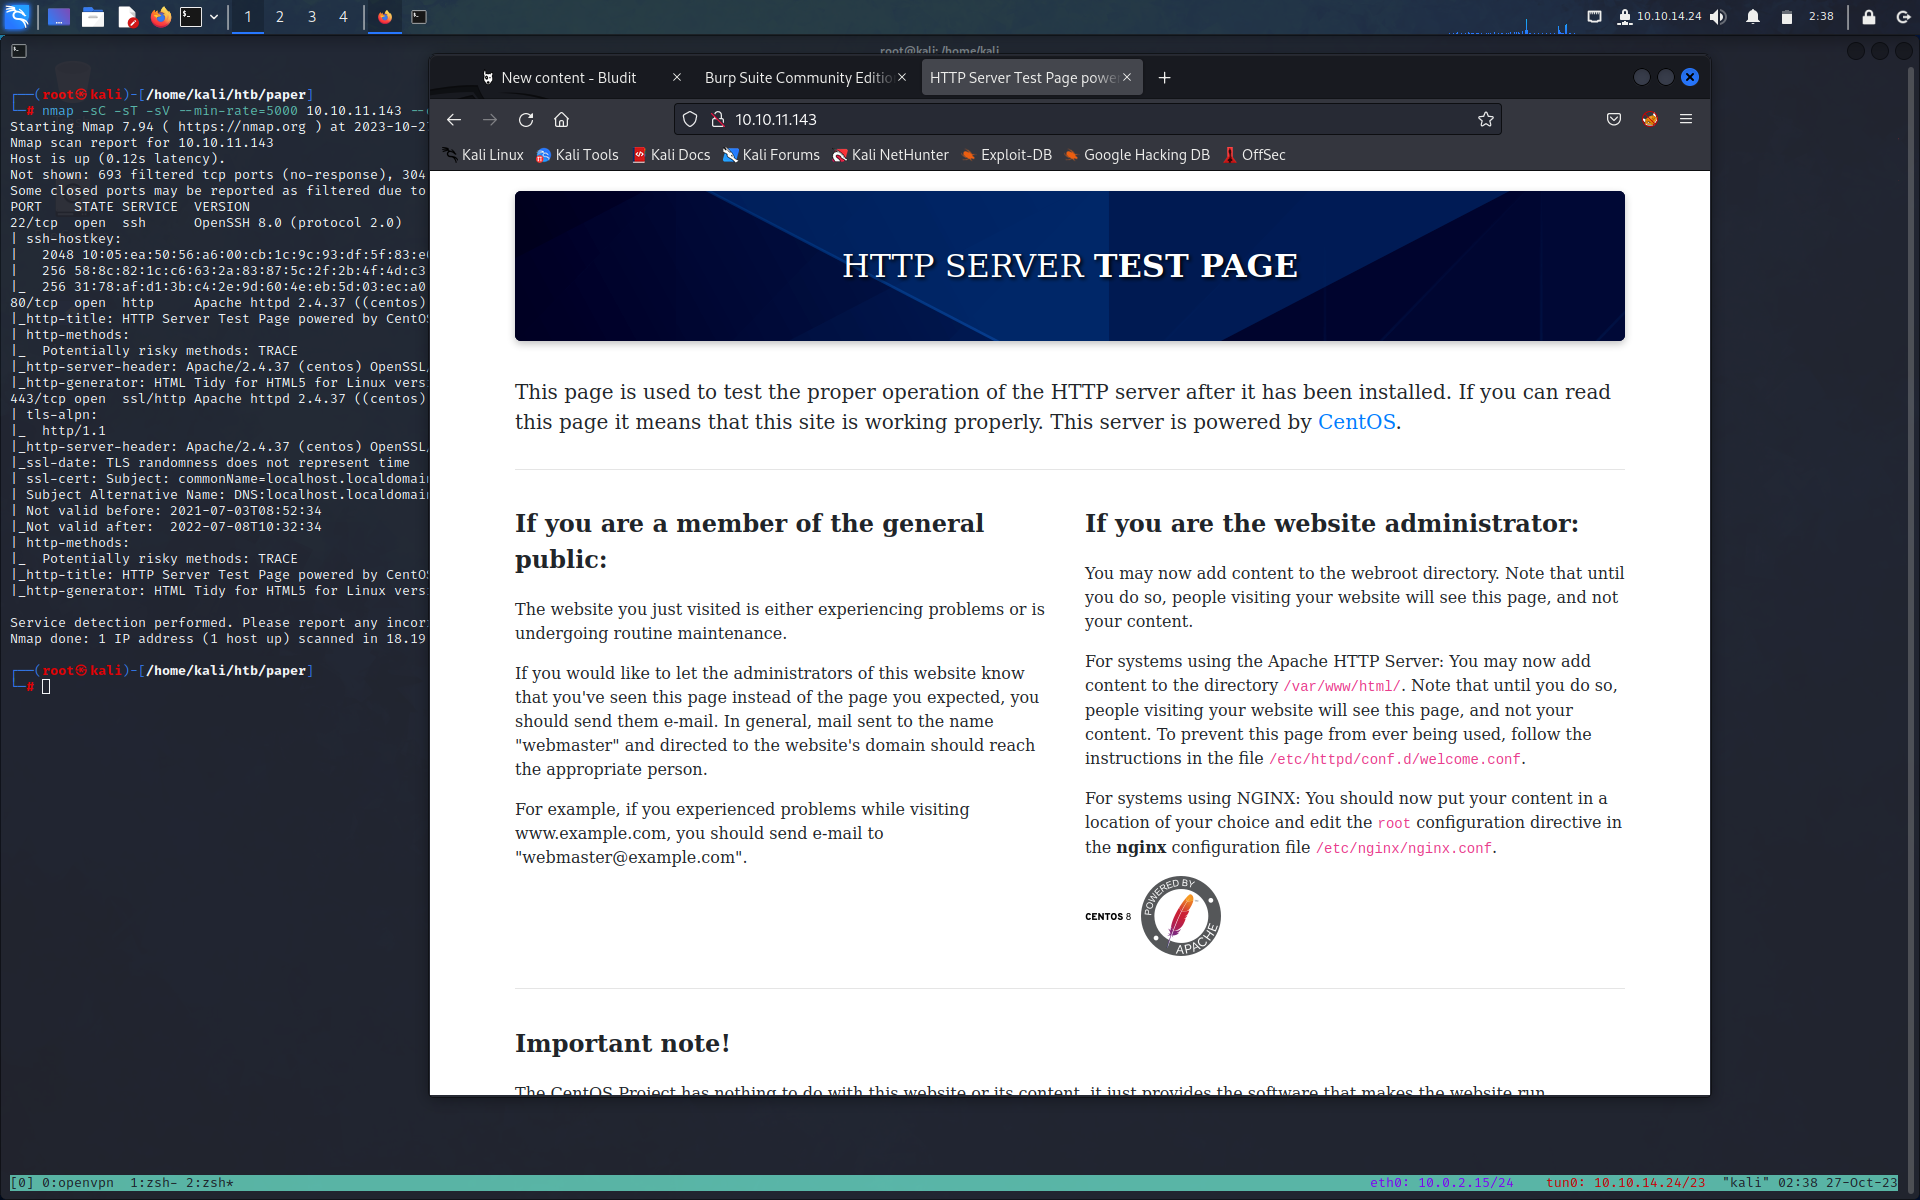 1 2 3 4
10.10.14.24
2:38
root@kali: /home/kali
┌──(root㉿kali)-[/home/kali/htb/paper]
└─# nmap -sC -sT -sV --min-rate=5000 10.10.11.143
Starting Nmap 7.94 ( https://nmap.org ) at 2023-10-27
Nmap scan report for 10.10.11.143
Host is up (0.12s latency).
Not shown: 693 filtered tcp ports (no-response), 304
Some closed ports may be reported as filtered due to
PORT    STATE SERVICE  VERSION
22/tcp  open  ssh      OpenSSH 8.0 (protocol 2.0)
| ssh-hostkey:
|   2048 10:05:ea:50:56:a6:00:cb:1c:9c:93:df:5f:83:e
|   256 58:8c:82:1c:c6:63:2a:83:87:5c:2f:2b:4f:4d:c3
|_  256 31:78:af:d1:3b:c4:2e:9d:60:4e:eb:5d:03:ec:a0
80/tcp  open  http     Apache httpd 2.4.37 ((centos)
|_http-title: HTTP Server Test Page powered by CentO
| http-methods:
|_  Potentially risky methods: TRACE
|_http-server-header: Apache/2.4.37 (centos) OpenSSL
|_http-generator: HTML Tidy for HTML5 for Linux vers
443/tcp open  ssl/http Apache httpd 2.4.37 ((centos)
| tls-alpn:
|_  http/1.1
|_http-server-header: Apache/2.4.37 (centos) OpenSSL
|_ssl-date: TLS randomness does not represent time
| ssl-cert: Subject: commonName=localhost.localdomai
| Subject Alternative Name: DNS:localhost.localdomai
| Not valid before: 2021-07-03T08:52:34
|_Not valid after:  2022-07-08T10:32:34
| http-methods:
|_  Potentially risky methods: TRACE
|_http-title: HTTP Server Test Page powered by CentO
|_http-generator: HTML Tidy for HTML5 for Linux vers
Service detection performed. Please report any incor
Nmap done: 1 IP address (1 host up) scanned in 18.19
┌──(root㉿kali)-[/home/kali/htb/paper]
└─#
New content - Bludit
Burp Suite Community Editio
HTTP Server Test Page powe
10.10.11.143
Kali Linux Kali Tools Kali Docs Kali Forums Kali NetHunter Exploit-DB Google Hacking DB OffSec
HTTP SERVER TEST PAGE
This page is used to test the proper operation of the HTTP server after it has been installed. If you can read
this page it means that this site is working properly. This server is powered by CentOS.
If you are a member of the general
public:
The website you just visited is either experiencing problems or is
undergoing routine maintenance.
If you would like to let the administrators of this website know
that you've seen this page instead of the page you expected, you
should send them e-mail. In general, mail sent to the name
"webmaster" and directed to the website's domain should reach
the appropriate person.
For example, if you experienced problems while visiting
www.example.com, you should send e-mail to
"webmaster@example.com".
If you are the website administrator:
You may now add content to the webroot directory. Note that until
you do so, people visiting your website will see this page, and not
your content.
For systems using the Apache HTTP Server: You may now add
content to the directory /var/www/html/. Note that until you do so,
people visiting your website will see this page, and not your
content. To prevent this page from ever being used, follow the
instructions in the file /etc/httpd/conf.d/welcome.conf.
For systems using NGINX: You should now put your content in a
location of your choice and edit the root configuration directive in
the nginx configuration file /etc/nginx/nginx.conf.
CENTOS 8
POWERED BY
APACHE
Important note!
The CentOS Project has nothing to do with this website or its content, it just provides the software that makes the website run.
[0] 0:openvpn  1:zsh- 2:zsh*
eth0: 10.0.2.15/24    tun0: 10.10.14.24/23  "kali" 02:38 27-Oct-23